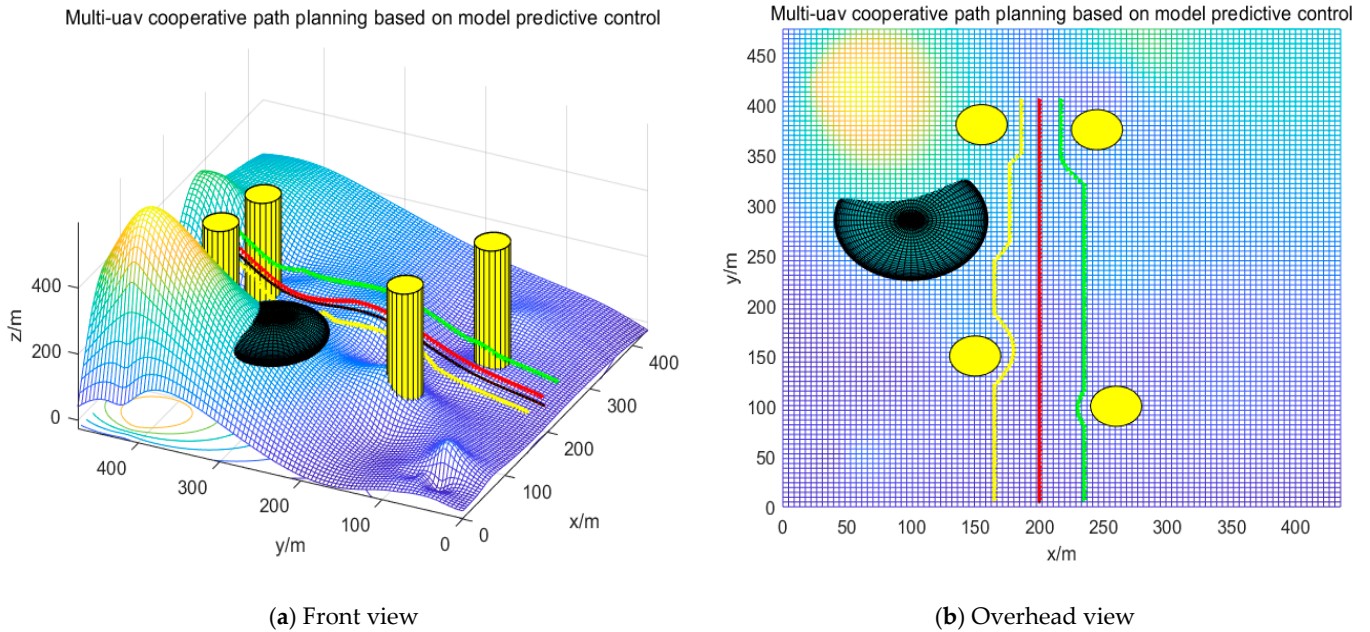 Multi-uav cooperative path planning based on model predictive control
400
200
0
z/m
400
300
200
100
0
y/m
0
100
200
300
400
x/m
(a) Front view
Multi-uav cooperative path planning based on model predictive control
450
400
350
300
250
200
150
100
50
0
y/m
0 50 100 150 200 250 300 350 400
x/m
(b) Overhead view